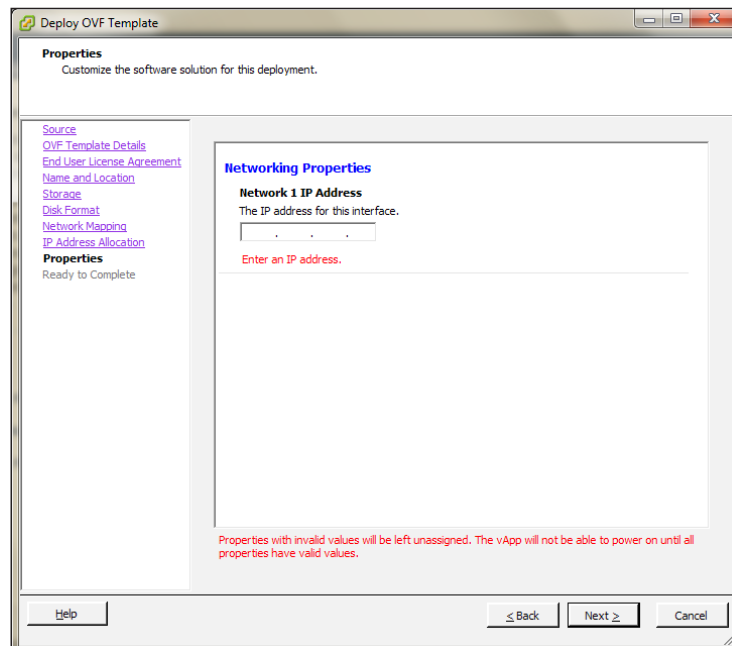 Deploy OVF Template
Properties
Customize the software solution for this deployment.
Source
OVF Template Details
End User License Agreement
Name and Location
Storage
Disk Format
Network Mapping
IP Address Allocation
Properties
Ready to Complete
Networking Properties
Network 1 IP Address
The IP address for this interface.
. . .
Enter an IP address.
Properties with invalid values will be left unassigned. The vApp will not be able to power on until all
properties have valid values.
Help
< Back
Next >
Cancel